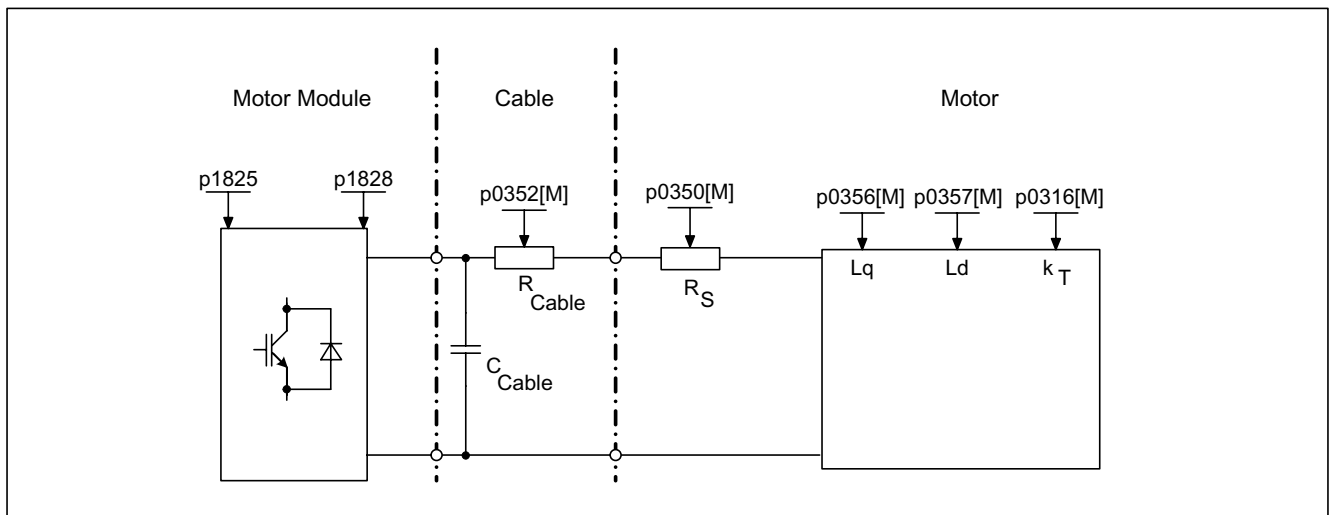 Motor Module
Cable
Motor
p1825
p1828
p0352[M]
p0350[M]
p0356[M]
p0357[M]
p0316[M]
R Cable
R S
Lq
Ld
k T
C Cable